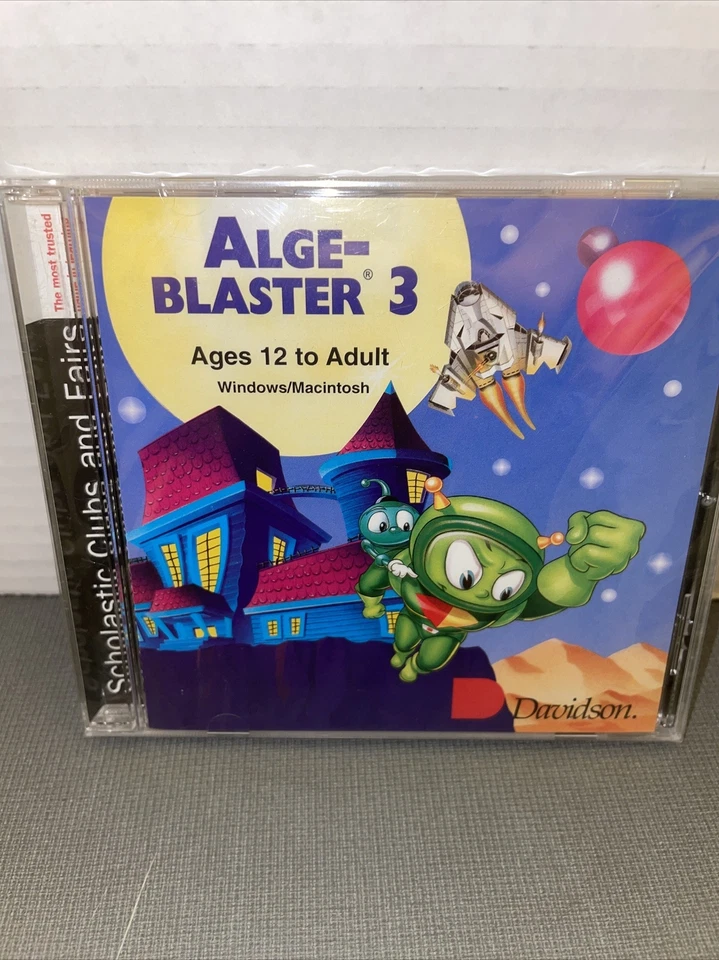 ALGE-
BLASTER® 3
Ages 12 to Adult
Windows/Macintosh
Davidson.
The most trusted
Scholastic Clubs and Fairs